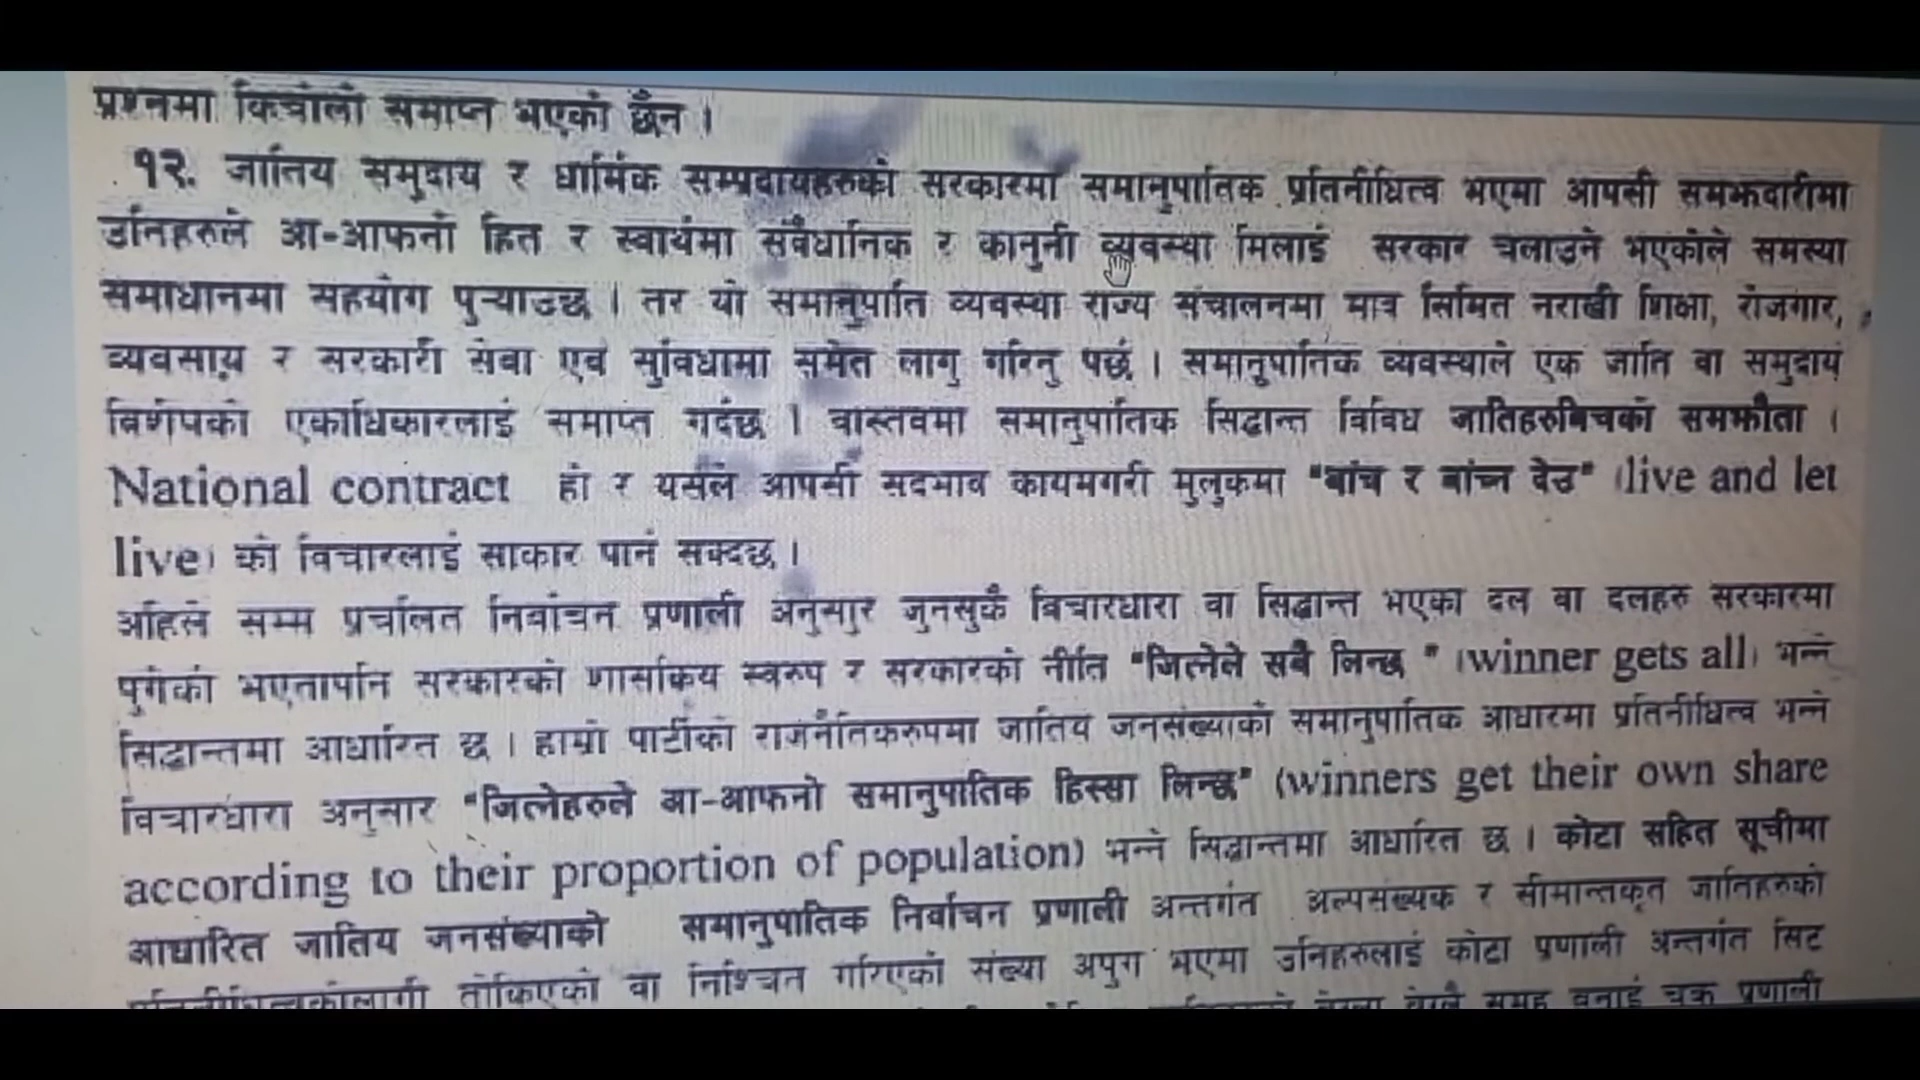 प्रश्नमा किचोलो समाप्त भएको छैन ।
१२. जातिय समुदाय र धार्मिक सम्प्रदायहरुको सरकारमा समानुपातिक प्रतिनीधित्व भएमा आपसी समझदारीमा
उनिहरुले आ-आफनो हित र स्वार्थमा संवैधानिक र कानुनी व्यवस्था मिलाई सरकार चलाउने भएकोले समस्या
समाधानमा सहयोग पुऱ्याउछ । तर यो समानुपाति व्यवस्था राज्य संचालनमा मात्र सिमित नराखी शिक्षा, रोजगार,
व्यवसाय र सरकारी सेवा एवं सुविधामा समेत लागु गरिनु पर्छ । समानुपातिक व्यवस्थाले एक जाति वा समुदाय
विशेषको एकाधिकारलाई समाप्त गर्दछ । वास्तवमा समानुपातिक सिद्धान्त विविध जातिहरुबिचको समझौता ।
National contract हो र यसले आपसी सदभाव कायमगरी मुलुकमा "बांच र बांच्न देउ" (live and let
live) को विचारलाई साकार पार्न सक्दछ ।
अहिले सम्म प्रचलित निर्वाचन प्रणाली अनुसार जुनसुकै विचारधारा वा सिद्धान्त भएका दल वा दलहरु सरकारमा
पुगेको भएतापनि सरकारको शासकिय स्वरुप र सरकारको नीति "जित्नेले सबै लिन्छ " (winner gets all) भन्ने
सिद्धान्तमा आधारित छ । हाम्रो पार्टीको राजनैतिकरुपमा जातिय जनसंख्याको समानुपातिक आधारमा प्रतिनीधित्व भन्ने
विचारधारा अनुसार "जित्नेहरुले आ-आफनो समानुपातिक हिस्सा लिन्छ" (winners get their own share
according to their proportion of population) भन्ने सिद्धान्तमा आधारित छ । कोटा सहित सूचीमा
आधारित जातिय जनसंख्याको समानुपातिक निर्वाचन प्रणाली अन्तर्गत अल्पसंख्यक र सीमान्तकृत जातिहरुको
तोकिएको वा निश्चित गरिएको संख्या अपुग भएमा उनिहरुलाई कोटा प्रणाली अन्तर्गत सिट
समुह बनाई चक्र प्रणाली